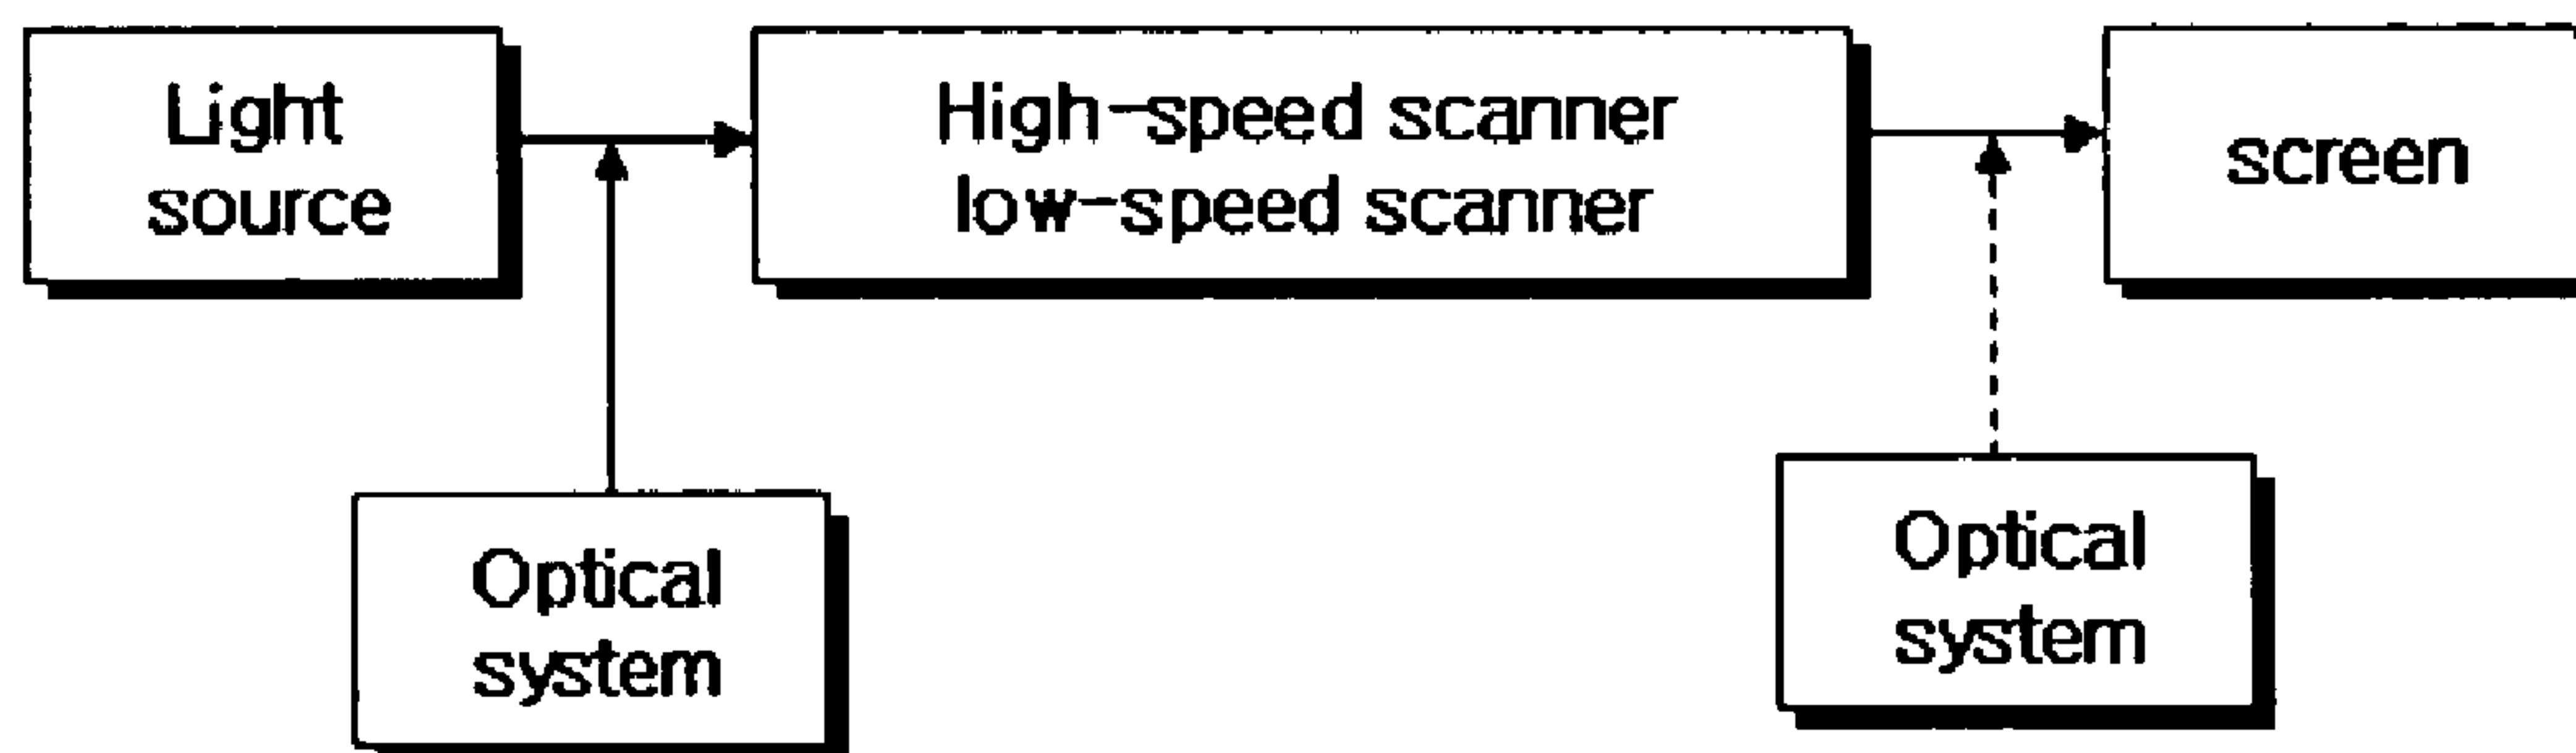 Light
source
High-speed scanner
low-speed scanner
screen
Optical
system
Optical
system